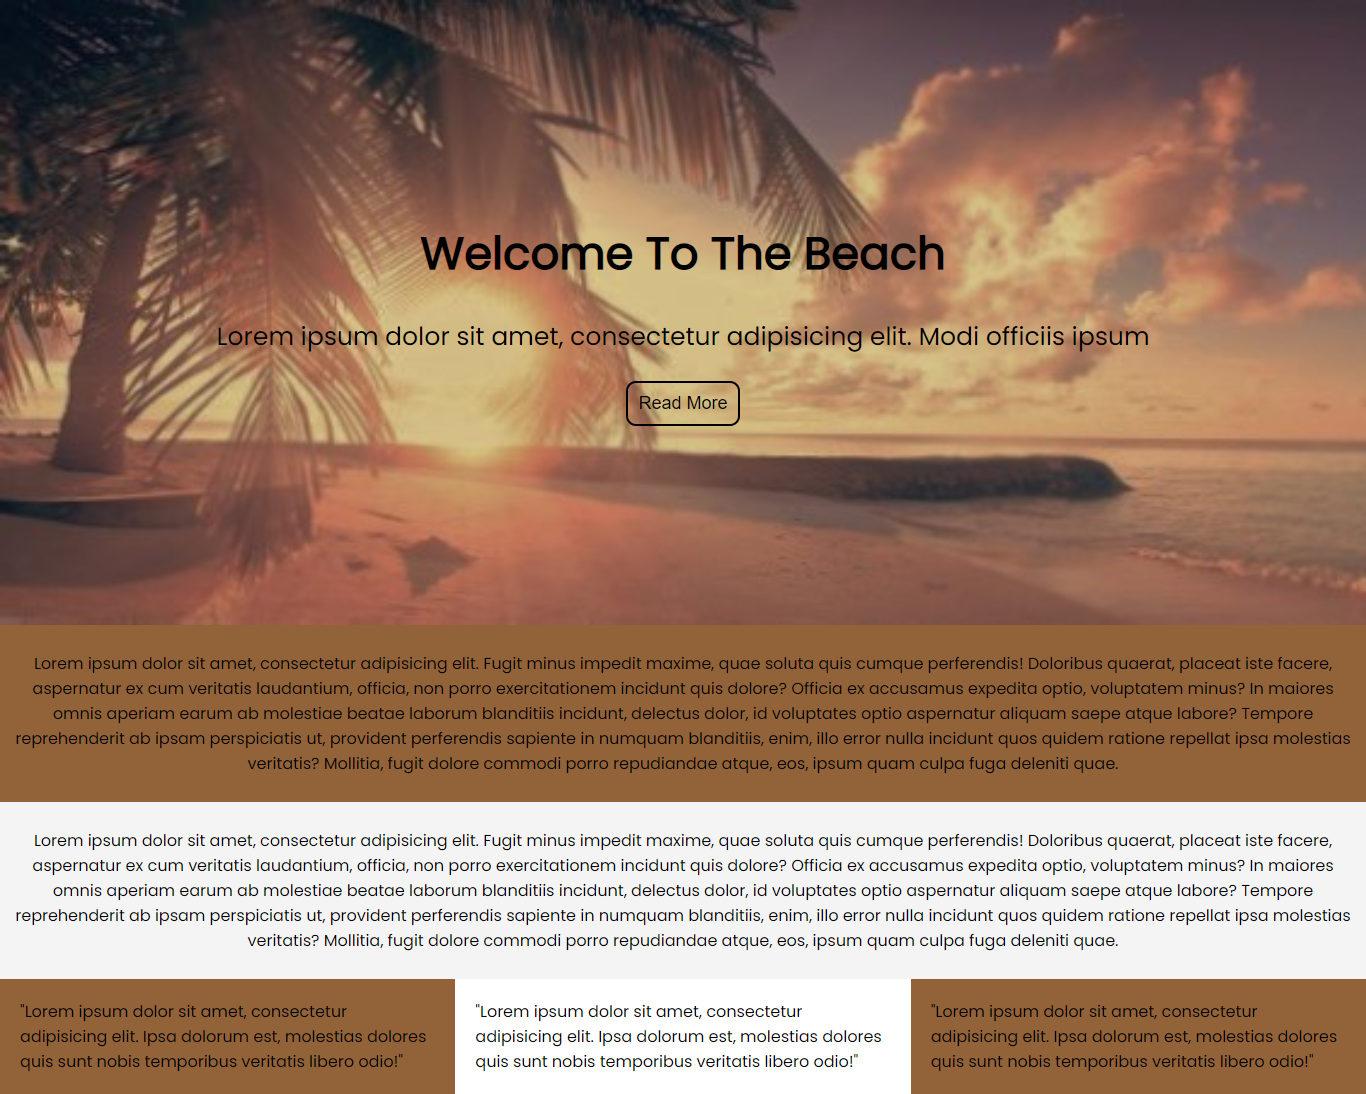 Welcome To The Beach
Lorem ipsum dolor sit amet, consectetur adipisicing elit. Modi officiis ipsum
Read More
Lorem ipsum dolor sit amet, consectetur adipisicing elit. Fugit minus impedit maxime, quae soluta quis cumque perferendis! Doloribus quaerat, placeat iste facere,
aspernatur ex cum veritatis laudantium, officia, non porro exercitationem incidunt quis dolore? Officia ex accusamus expedita optio, voluptatem minus? In maiores
omnis aperiam earum ab molestiae beatae laborum blanditiis incidunt, delectus dolor, id voluptates optio aspernatur aliquam saepe atque labore? Tempore
reprehenderit ab ipsam perspiciatis ut, provident perferendis sapiente in numquam blanditiis, enim, illo error nulla incidunt quos quidem ratione repellat ipsa molestias
veritatis? Mollitia, fugit dolore commodi porro repudiandae atque, eos, ipsum quam culpa fuga deleniti quae.
Lorem ipsum dolor sit amet, consectetur adipisicing elit. Fugit minus impedit maxime, quae soluta quis cumque perferendis! Doloribus quaerat, placeat iste facere,
aspernatur ex cum veritatis laudantium, officia, non porro exercitationem incidunt quis dolore? Officia ex accusamus expedita optio, voluptatem minus? In maiores
omnis aperiam earum ab molestiae beatae laborum blanditiis incidunt, delectus dolor, id voluptates optio aspernatur aliquam saepe atque labore? Tempore
reprehenderit ab ipsam perspiciatis ut, provident perferendis sapiente in numquam blanditiis, enim, illo error nulla incidunt quos quidem ratione repellat ipsa molestias
veritatis? Mollitia, fugit dolore commodi porro repudiandae atque, eos, ipsum quam culpa fuga deleniti quae.
"Lorem ipsum dolor sit amet, consectetur
adipisicing elit. Ipsa dolorum est, molestias dolores
quis sunt nobis temporibus veritatis libero odio!"
"Lorem ipsum dolor sit amet, consectetur
adipisicing elit. Ipsa dolorum est, molestias dolores
quis sunt nobis temporibus veritatis libero odio!"
"Lorem ipsum dolor sit amet, consectetur
adipisicing elit. Ipsa dolorum est, molestias dolores
quis sunt nobis temporibus veritatis libero odio!"